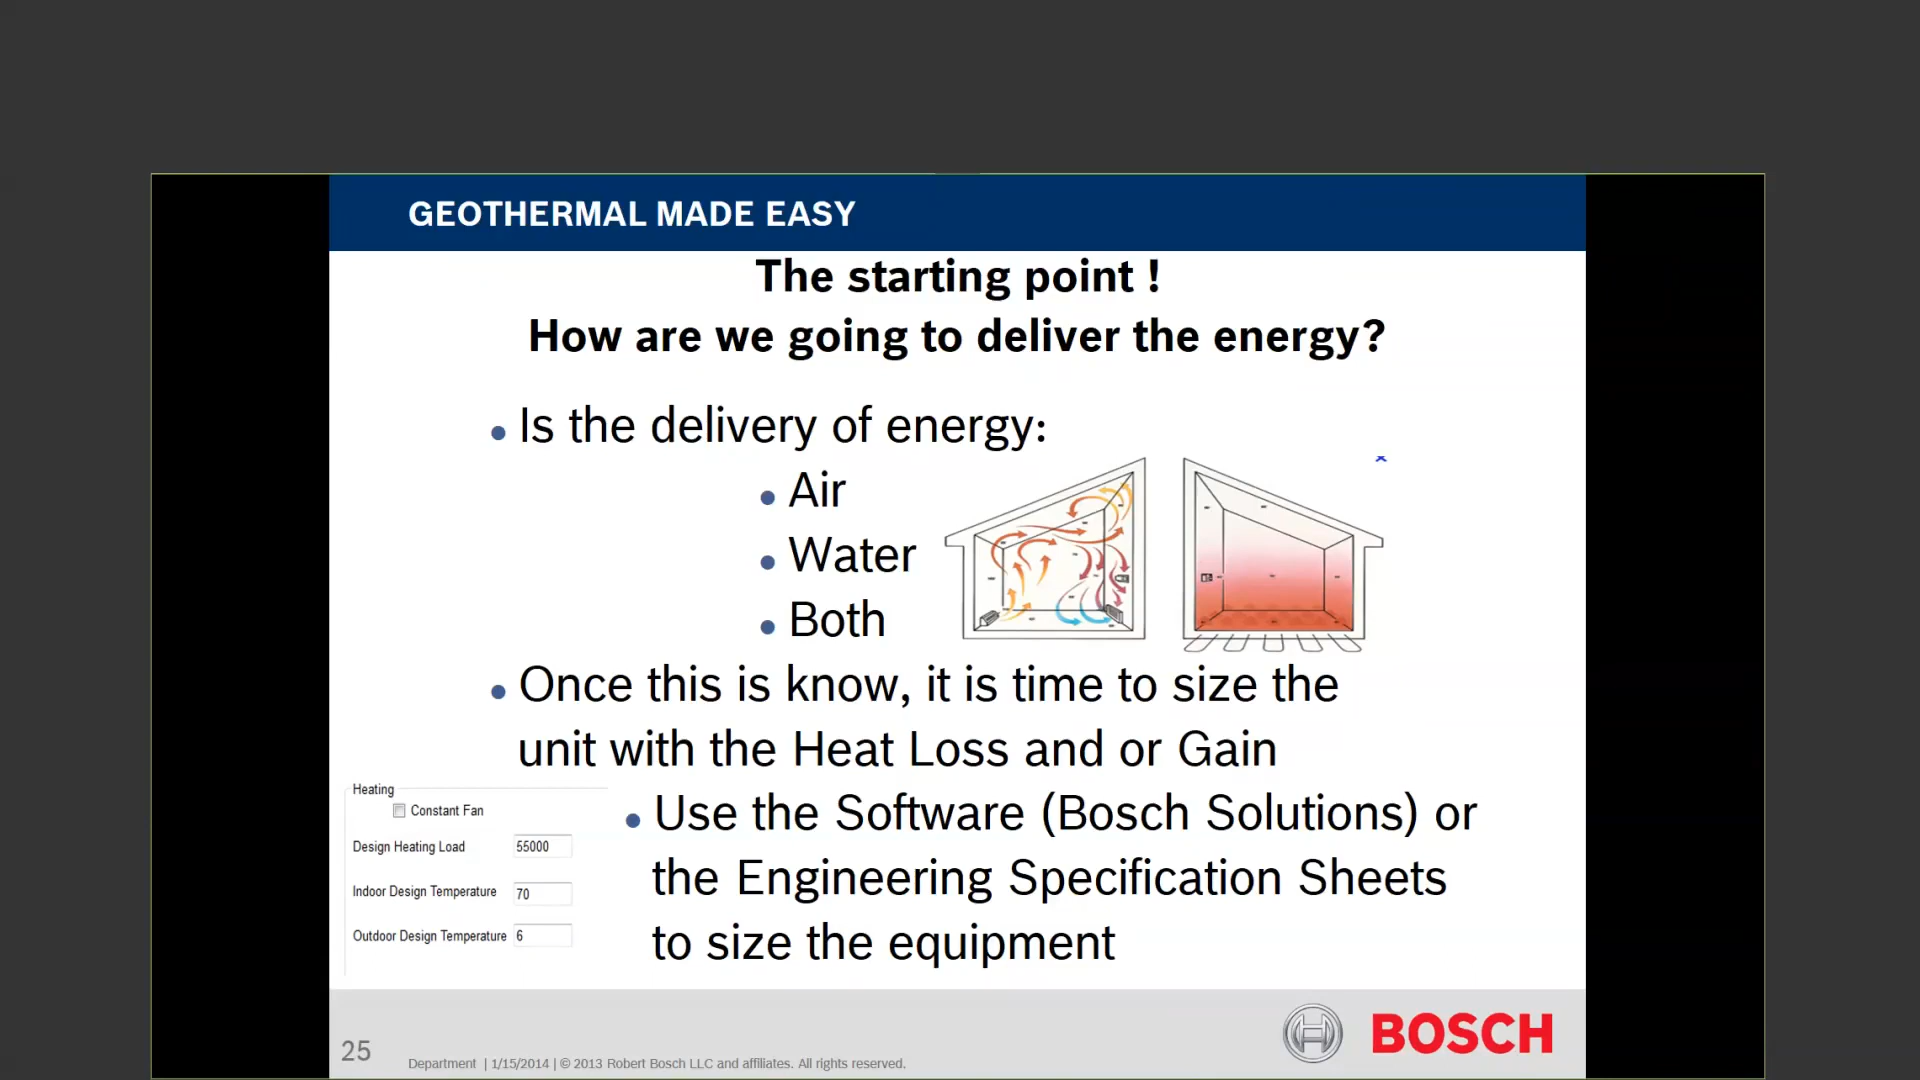 GEOTHERMAL MADE EASY
The starting point !
How are we going to deliver the energy?
Is the delivery of energy:
Air
Water
Both
Once this is know, it is time to size the
unit with the Heat Loss and or Gain
Use the Software (Bosch Solutions) or
the Engineering Specification Sheets
to size the equipment
Heating
Constant Fan
Design Heating Load 55000
Indoor Design Temperature 70
Outdoor Design Temperature 6
25
Department | 1/15/2014 | © 2013 Robert Bosch LLC and affiliates. All rights reserved.
BOSCH